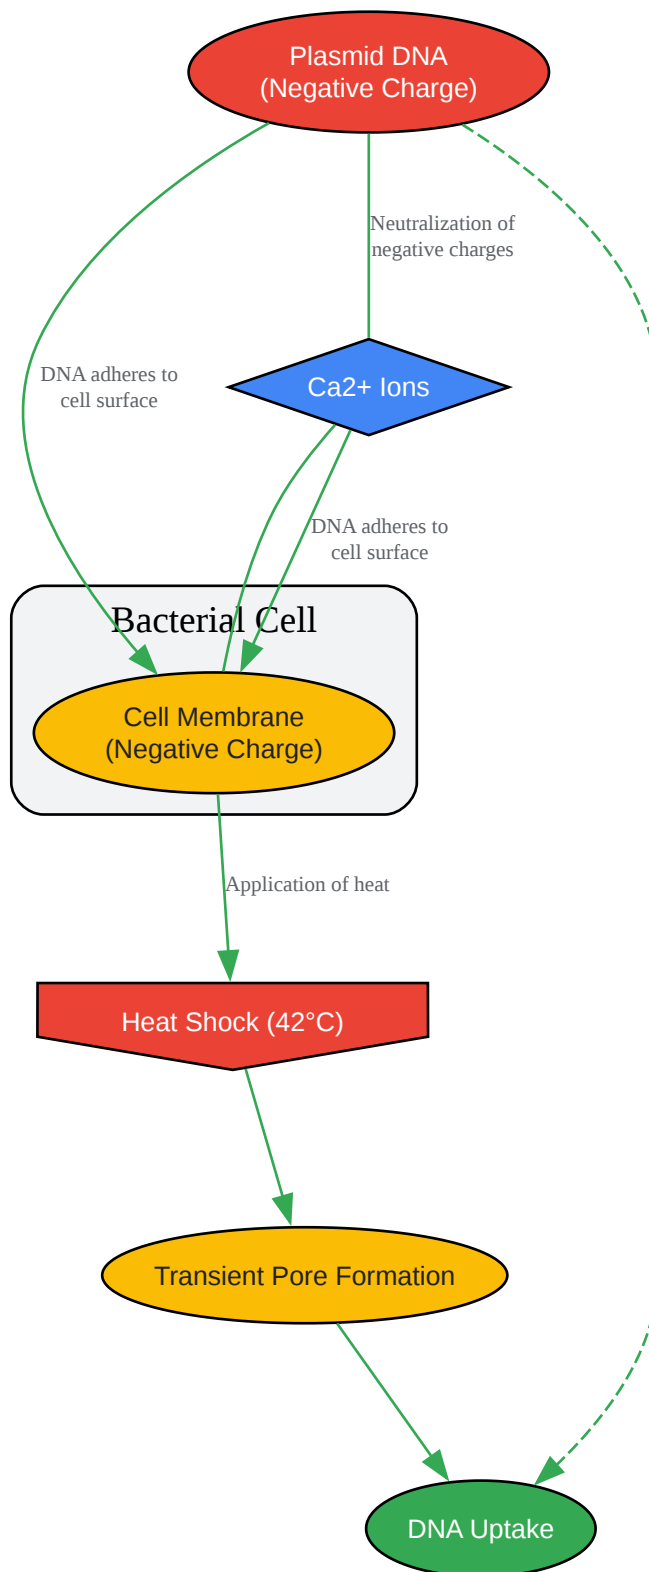 Plasmid DNA
(Negative Charge)
Neutralization of
negative charges
DNA adheres to
cell surface
Ca2+ Ions
DNA adheres to
cell surface
Bacterial Cell
Cell Membrane
(Negative Charge)
Application of heat
Heat Shock (42°C)
Transient Pore Formation
DNA Uptake